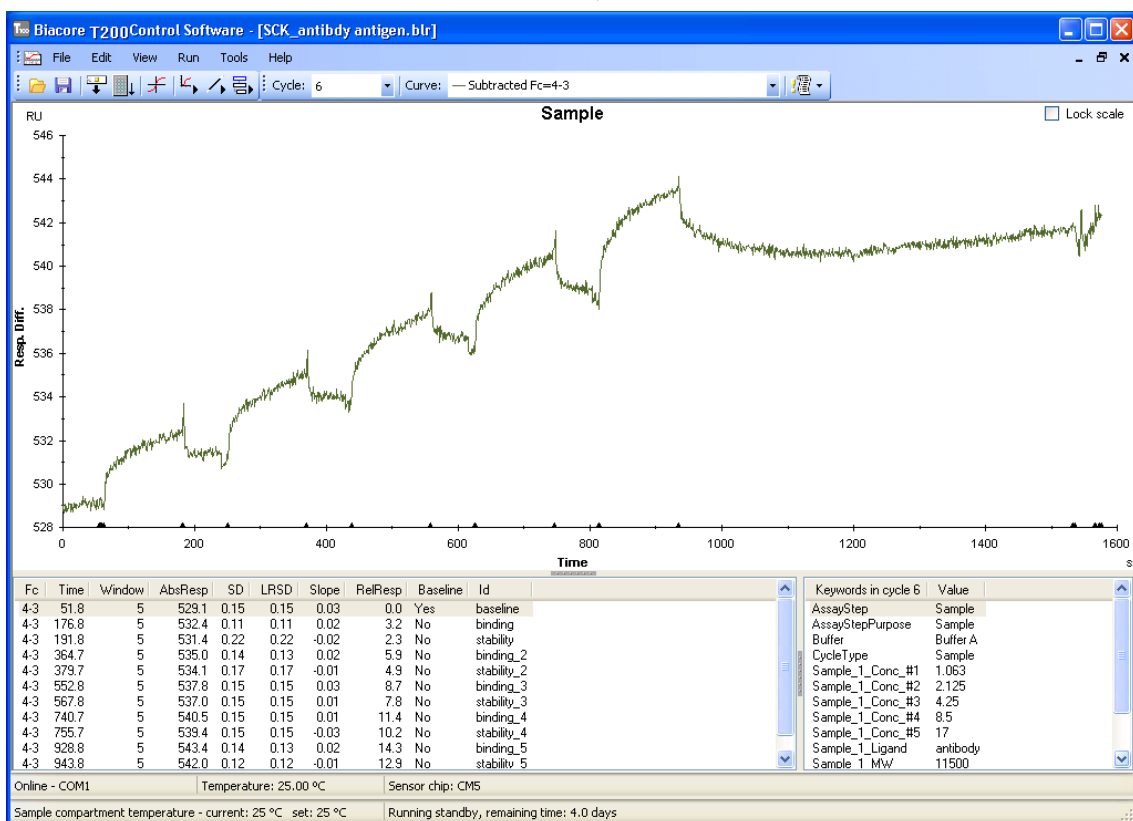 Biacore T200Control Software - [SCK_antibdy antigen.blr]
File Edit View Run Tools Help
Cycle: 6 Curve: — Subtracted Fc=4-3
Sample
RU
Lock scale
546
544
542
540
538
536
534
532
530
528
Resp. Diff.
0 200 400 600 800 1000 1200 1400 1600
Time s
Fc Time Window AbsResp SD LRSD Slope RelResp Baseline Id
4-3 51.8 5 529.1 0.15 0.15 0.03 0.0 Yes baseline
4-3 176.8 5 532.4 0.11 0.11 0.02 3.2 No binding
4-3 191.8 5 531.4 0.22 0.22 -0.02 2.3 No stability
4-3 364.7 5 535.0 0.14 0.13 0.02 5.9 No binding_2
4-3 379.7 5 534.1 0.17 0.17 -0.01 4.9 No stability_2
4-3 552.8 5 537.8 0.15 0.15 0.03 8.7 No binding_3
4-3 567.8 5 537.0 0.15 0.15 0.01 7.8 No stability_3
4-3 740.7 5 540.5 0.15 0.15 0.01 11.4 No binding_4
4-3 755.7 5 539.4 0.15 0.15 -0.03 10.2 No stability_4
4-3 928.8 5 543.4 0.14 0.13 0.02 14.3 No binding_5
4-3 943.8 5 542.0 0.12 0.12 -0.01 12.9 No stability_5
Keywords in cycle 6 Value
AssayStep Sample
AssayStepPurpose Sample
Buffer Buffer A
CycleType Sample
Sample_1_Conc_#1 1.063
Sample_1_Conc_#2 2.125
Sample_1_Conc_#3 4.25
Sample_1_Conc_#4 8.5
Sample_1_Conc_#5 17
Sample_1_Ligand antibody
Sample_1_MW 11500
Online - COM1 Temperature: 25.00 °C Sensor chip: CM5
Sample compartment temperature - current: 25 °C set: 25 °C Running standby, remaining time: 4.0 days